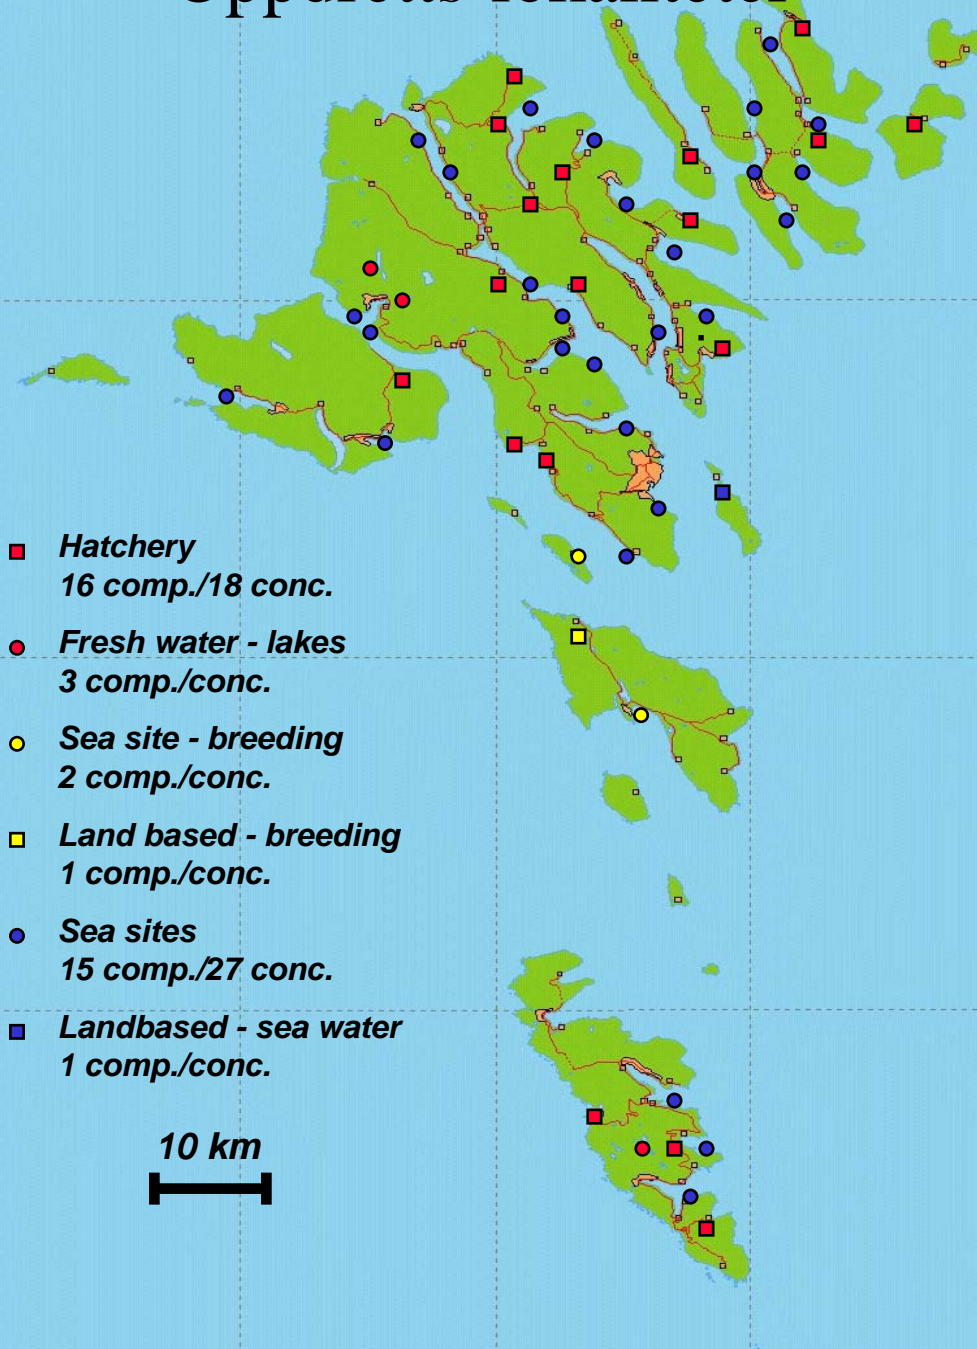 Hatchery
16 comp./18 conc.
Fresh water - lakes
3 comp./conc.
Sea site - breeding
2 comp./conc.
Land based - breeding
1 comp./conc.
Sea sites
15 comp./27 conc.
Landbased - sea water
1 comp./conc.
10 km